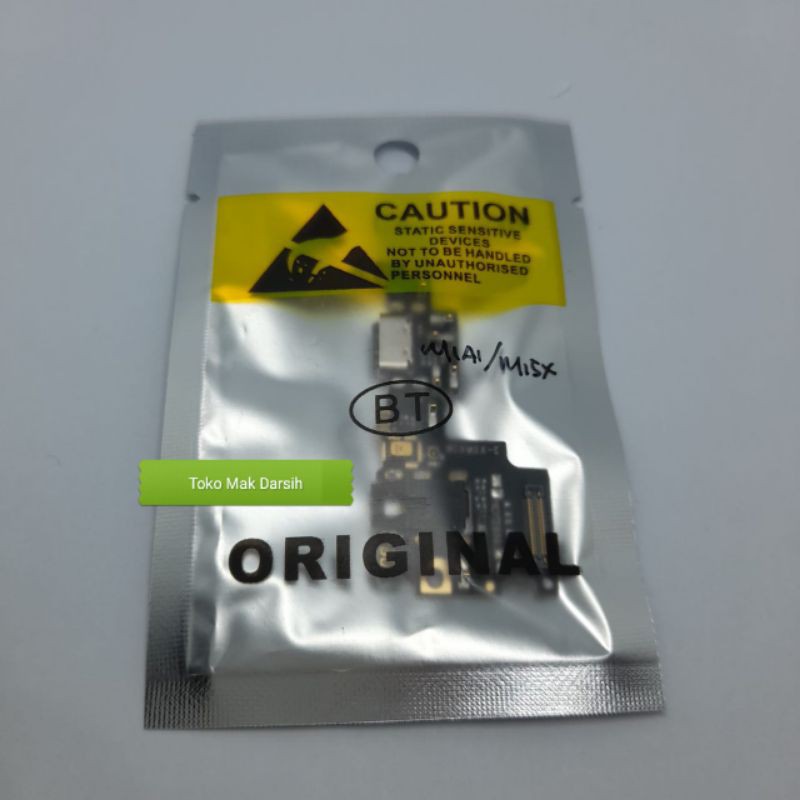 CAUTION
STATIC SENSITIVE
DEVICES
NOT TO BE HANDLED
BY UNAUTHORISED
PERSONNEL
MIA1/Mi5X
BT
Toko Mak Darsih
ORIGINAL